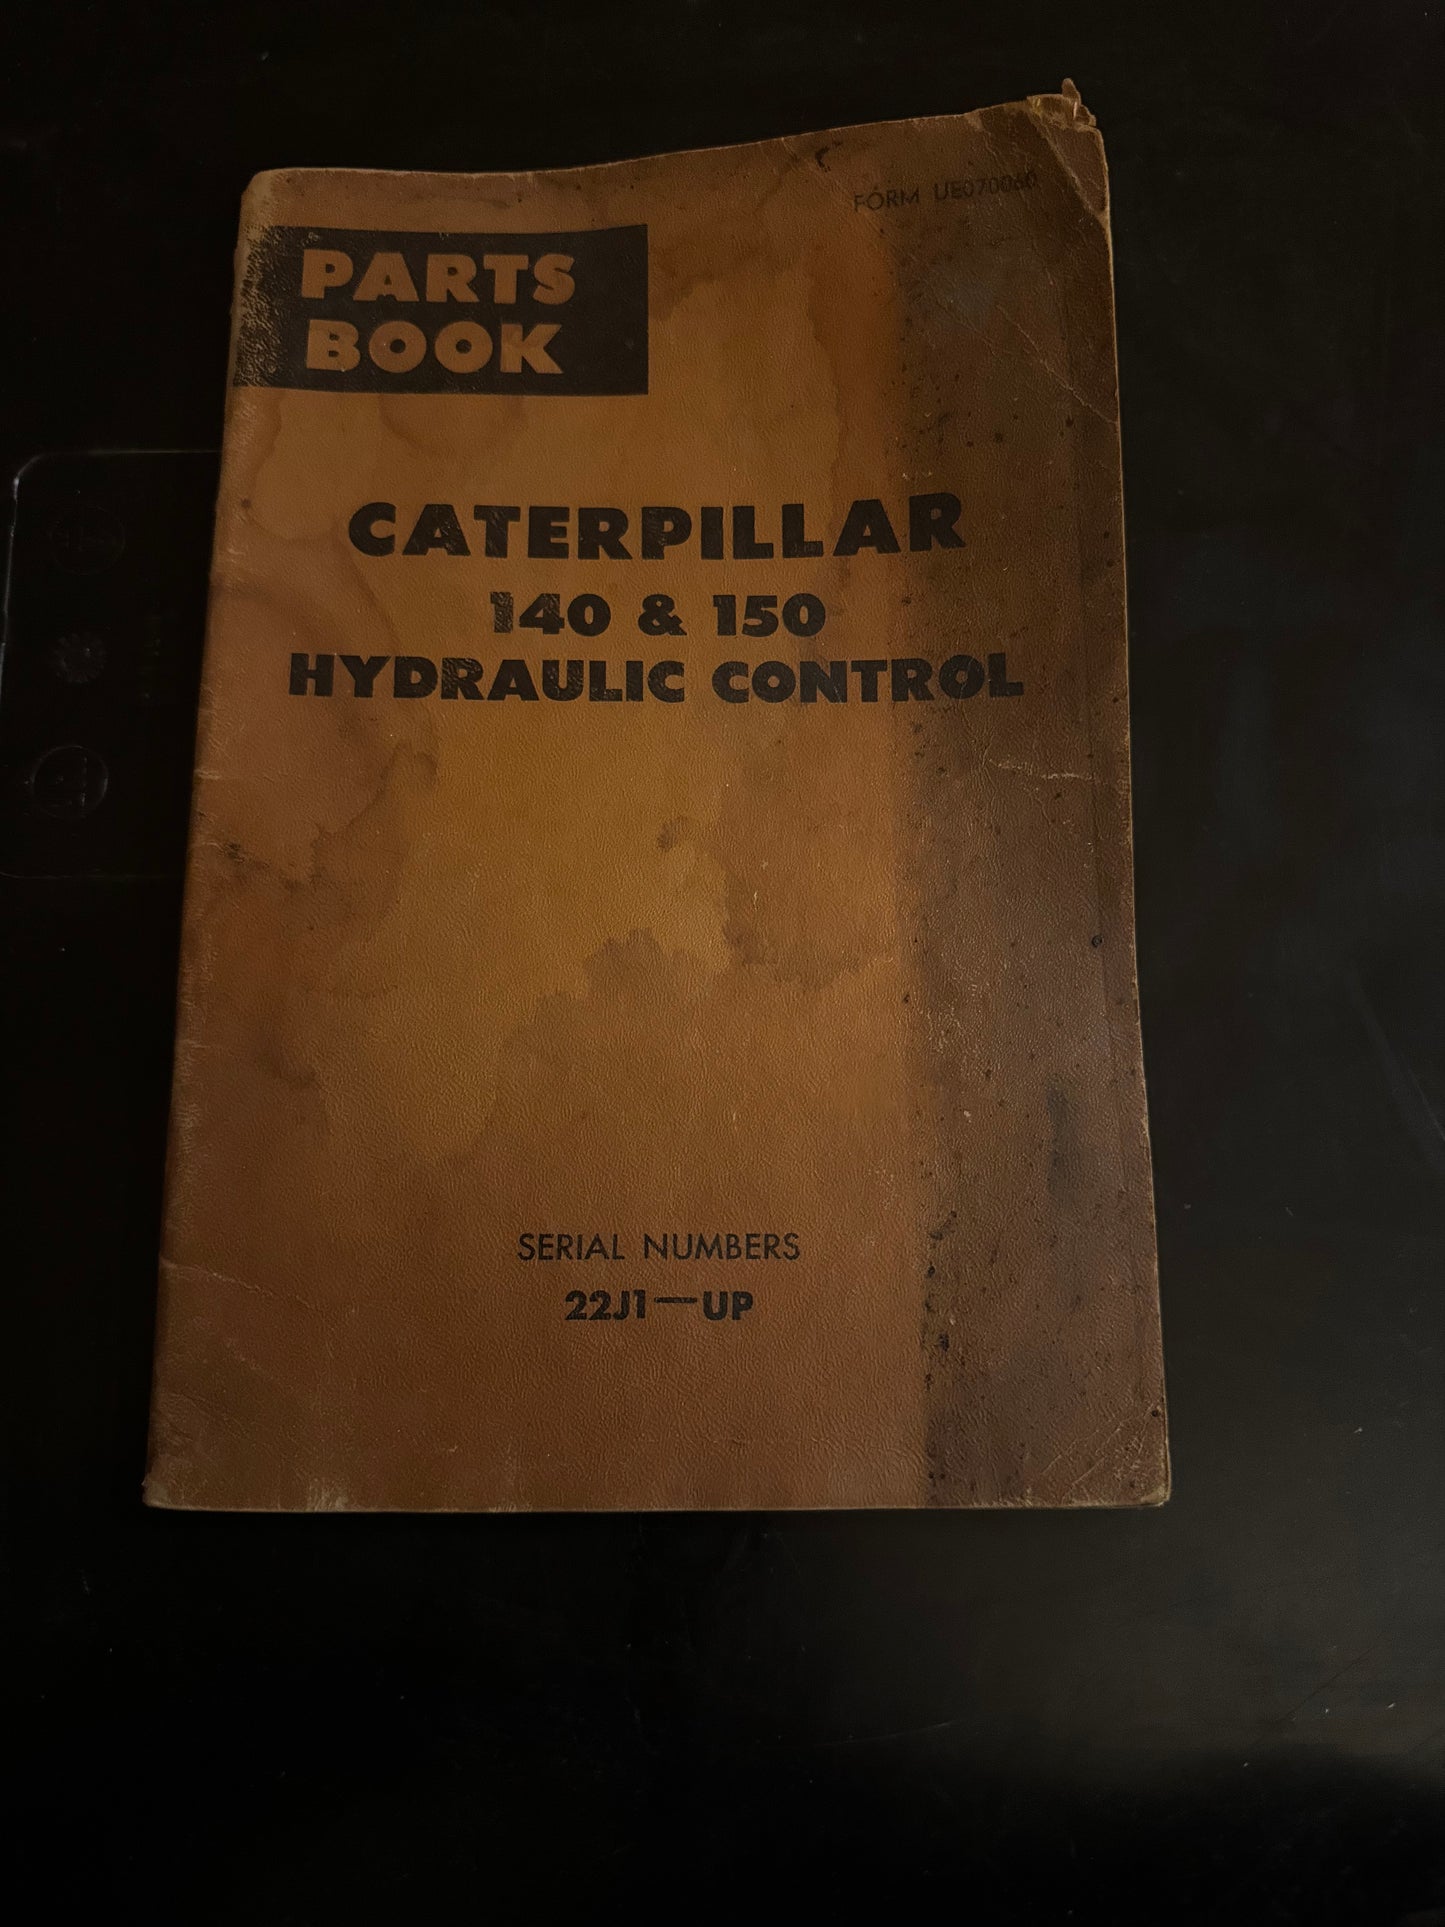 FORM UE070060
PARTS
BOOK
CATERPILLAR
140 & 150
HYDRAULIC CONTROL
SERIAL NUMBERS
22J1—UP